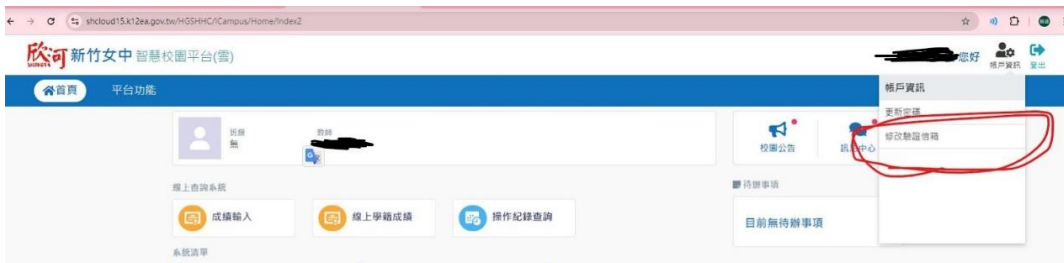 shcloud15.k12ea.gov.tw/HGSHHC/ICampus/Home/Index2
欣河 新竹女中 智慧校園平台(雲)
您好
帳戶資訊
登出
首頁
平台功能
帳戶資訊
更新密碼
修改驗證信箱
班級
無
教師
校園公告
訊息中心
線上查詢系統
待辦事項
成績輸入
線上學籍成績
操作紀錄查詢
目前無待辦事項
系統清單